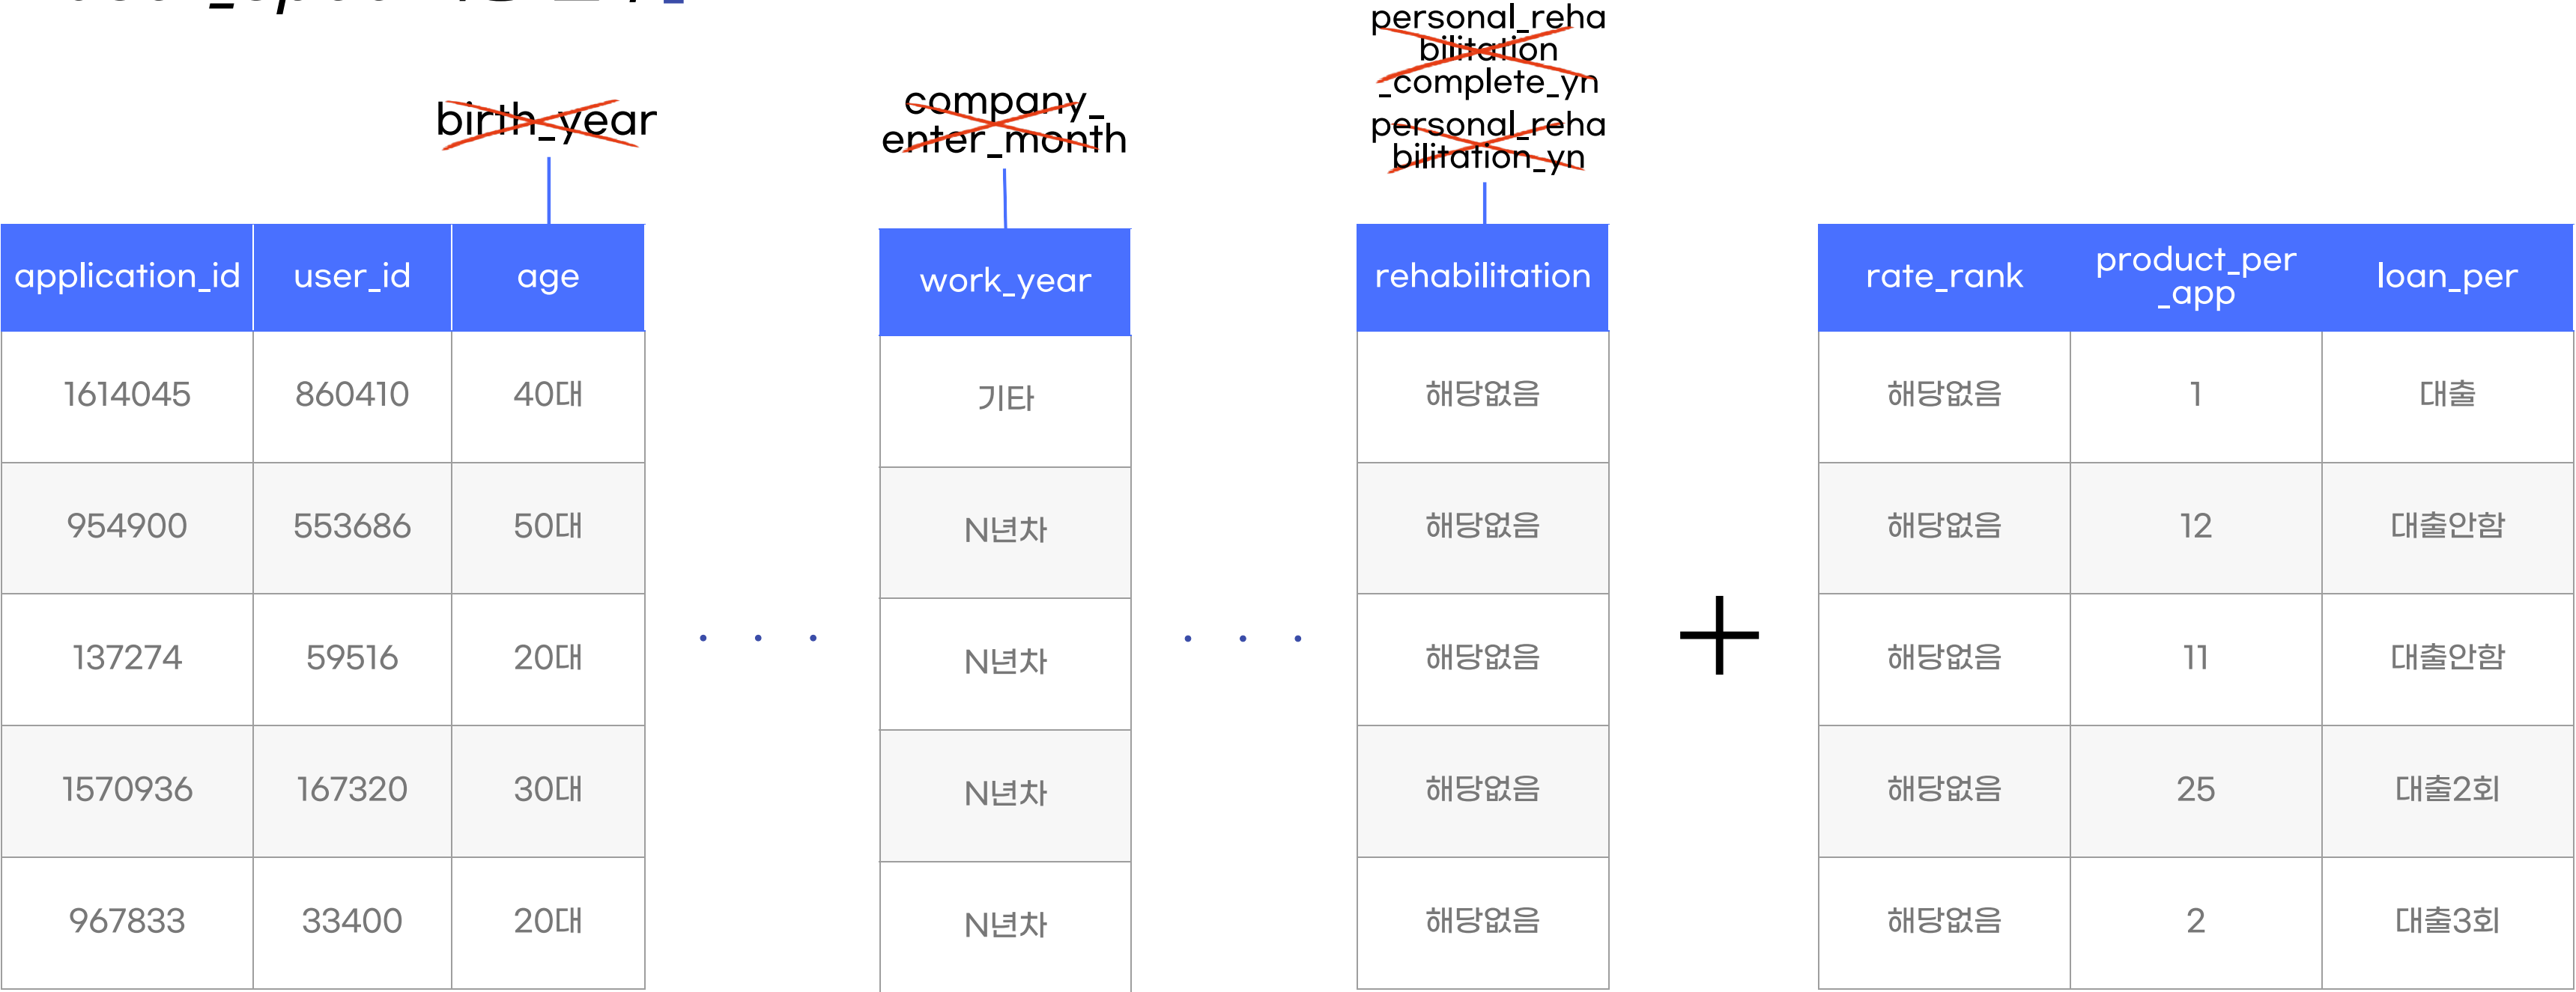 personal_reha
bilitation
_complete_yn
personal_reha
bilitation_yn
birth_year
company_
enter_month
application_id user_id age work_year rehabilitation rate_rank product_per
_app loan_per
1614045 860410 40대 기타 해당없음 해당없음 1 대출
954900 553686 50대 N년차 해당없음 해당없음 12 대출안함
137274 59516 20대 N년차 해당없음 해당없음 11 대출안함
1570936 167320 30대 N년차 해당없음 해당없음 25 대출2회
967833 33400 20대 N년차 해당없음 해당없음 2 대출3회
. . . . . . +